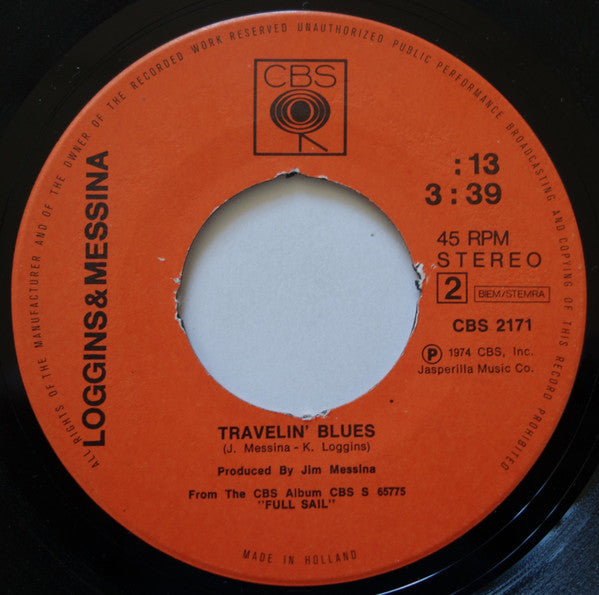 ALL RIGHTS OF THE MANUFACTURER AND OF THE OWNER OF THE RECORDED WORK RESERVED UNAUTHORIZED PUBLIC PERFORMANCE BROADCASTING AND COPYING OF THIS RECORD PROHIBITED
CBS
LOGGINS&MESSINA
:13
3:39
45 RPM
STEREO
2 BIEM/STEMRA
CBS 2171
Ⓟ 1974 CBS, Inc.
Jasperilla Music Co.
TRAVELIN' BLUES
(J. Messina - K. Loggins)
Produced By Jim Messina
From The CBS Album CBS S 65775
"FULL SAIL"
MADE IN HOLLAND